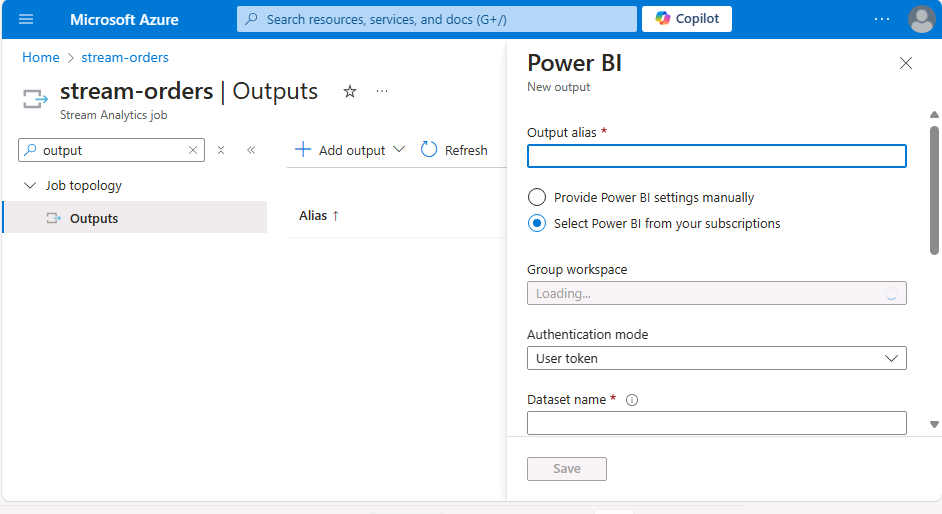 Microsoft Azure
Search resources, services, and docs (G+/)
Copilot
Home > stream-orders
stream-orders | Outputs
Stream Analytics job
output
Add output
Refresh
Job topology
Outputs
Alias ↑
Power BI
New output
Output alias *
Provide Power BI settings manually
Select Power BI from your subscriptions
Group workspace
Loading...
Authentication mode
User token
Dataset name *
Save